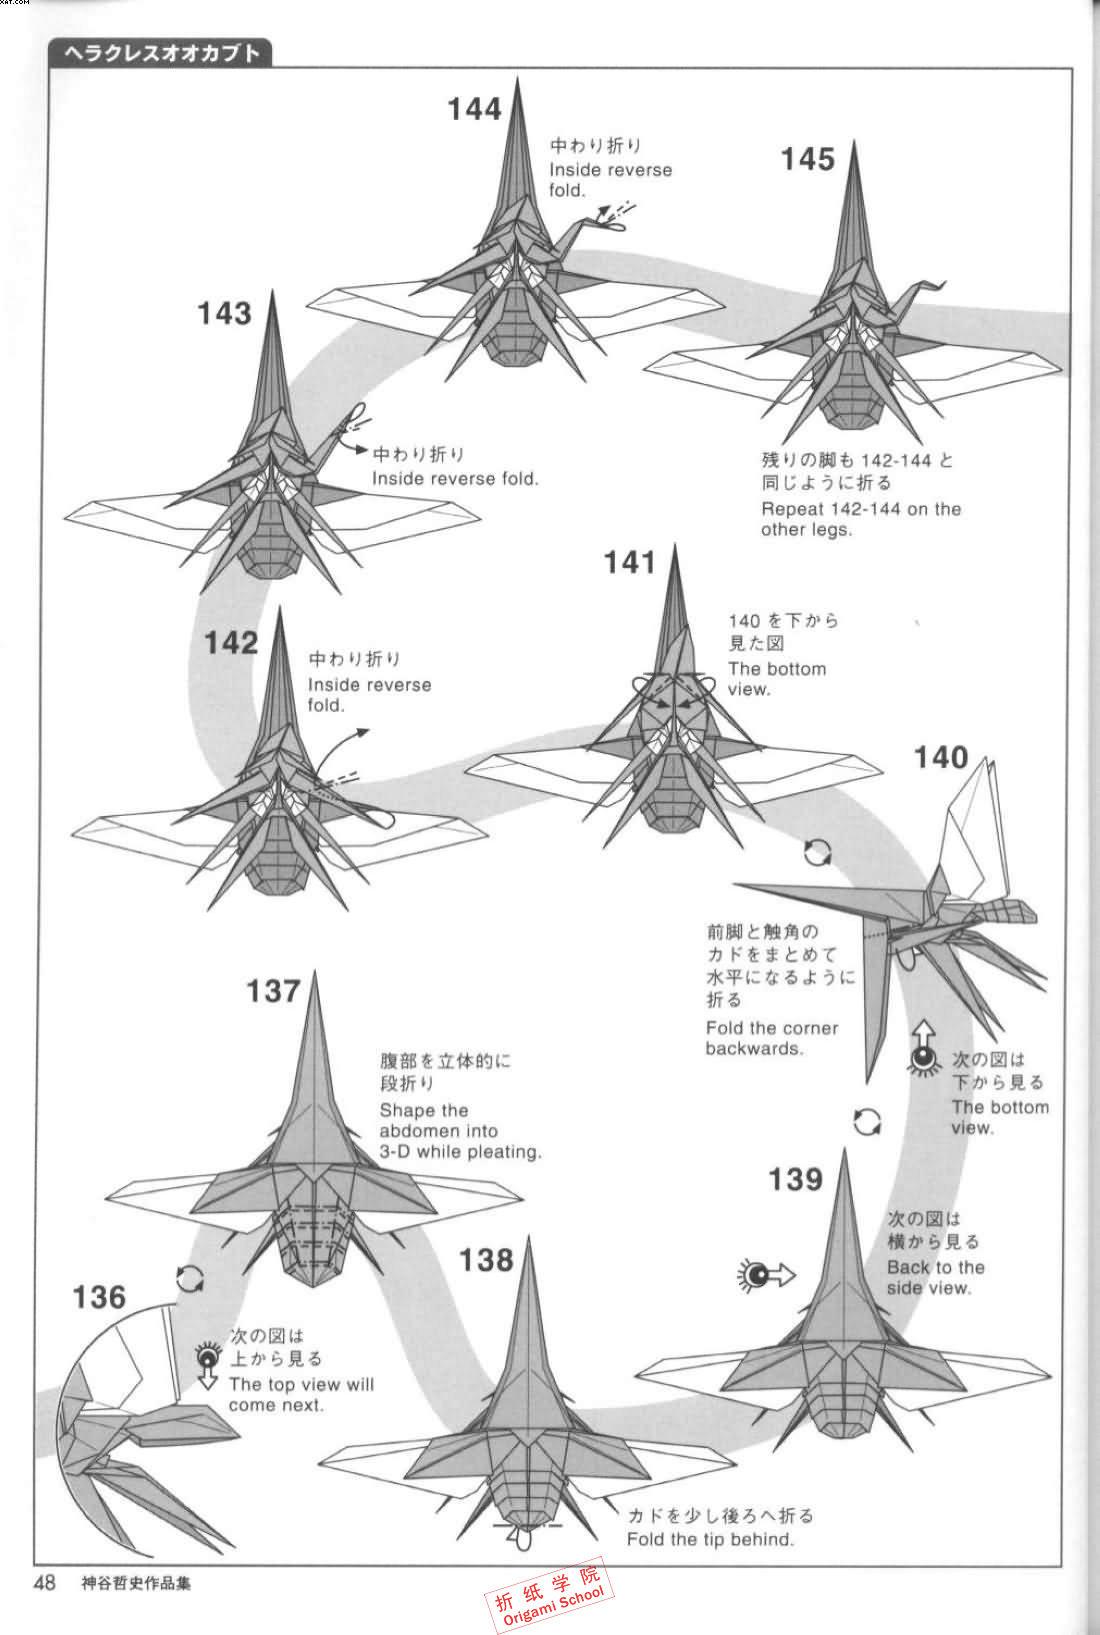 XAT.COM
ヘラクレスオオカブト
144
中わり折り
Inside reverse
fold.
145
残りの脚も 142-144 と
同じように折る
Repeat 142-144 on the
other legs.
143
中わり折り
Inside reverse fold.
142
中わり折り
Inside reverse
fold.
141
140 を下から
見た図
The bottom
view.
140
前脚と触角の
カドをまとめて
水平になるように
折る
Fold the corner
backwards.
次の図は
下から見る
The bottom
view.
137
腹部を立体的に
段折り
Shape the
abdomen into
3-D while pleating.
139
次の図は
横から見る
Back to the
side view.
138
カドを少し後ろへ折る
Fold the tip behind.
136
次の図は
上から見る
The top view will
come next.
48 神谷哲史作品集
折纸学院
Origami School